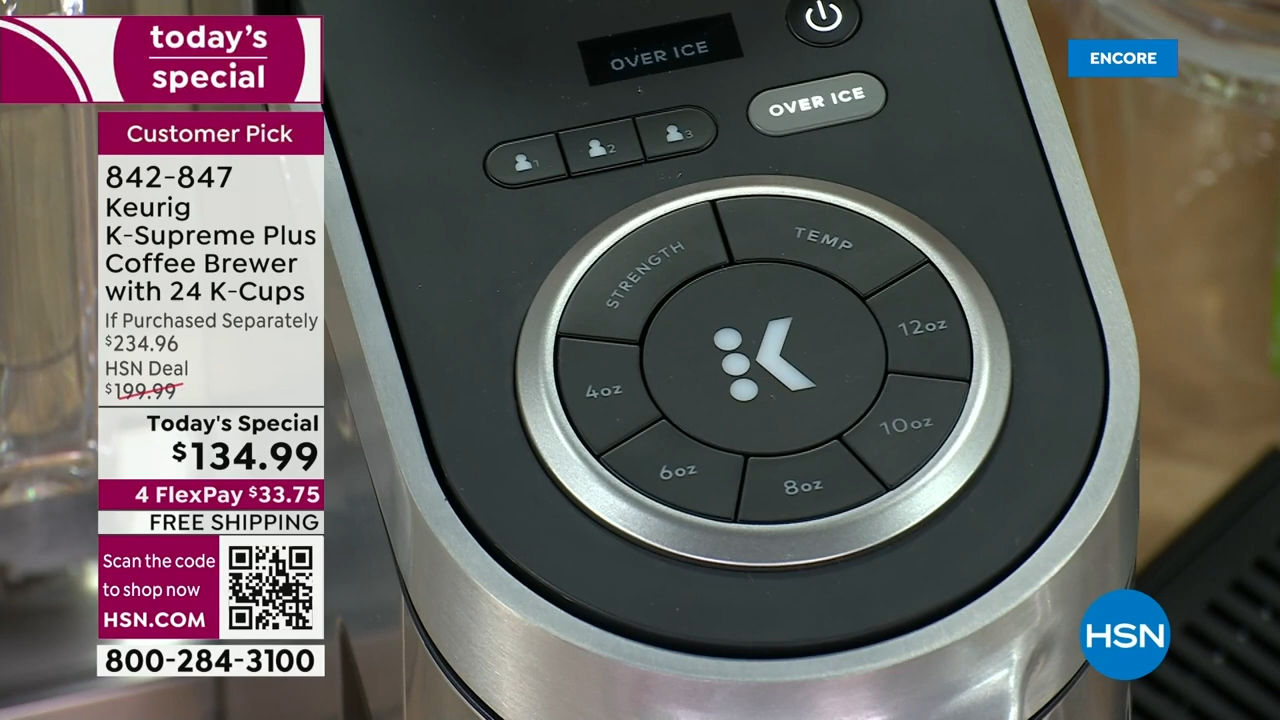 today's
special
Customer Pick
842-847
Keurig
K-Supreme Plus
Coffee Brewer
with 24 K-Cups
If Purchased Separately
$234.96
HSN Deal
$199.99
Today's Special
$134.99
4 FlexPay $33.75
FREE SHIPPING
Scan the code
to shop now
HSN.COM
800-284-3100
OVER ICE
OVER ICE
1
2
3
STRENGTH
TEMP
4oz
12oz
K
6oz
8oz
10oz
ENCORE
HSN